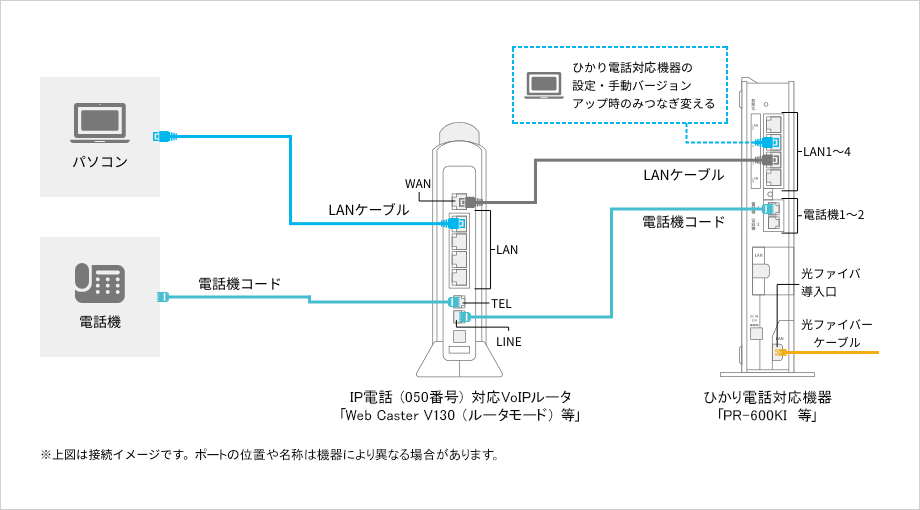 ひかり電話対応機器の
設定・手動バージョン
アップ時のみつなぎ変える
パソコン
LANケーブル
電話機コード
電話機
WAN
LAN
TEL
LINE
LANケーブル
電話機コード
LAN1～4
電話機1～2
LAN
光ファイバ
導入口
光ファイバー
ケーブル
IP電話（050番号）対応VoIPルータ
「Web Caster V130（ルータモード）等」
ひかり電話対応機器
「PR-600KI 等」
※上図は接続イメージです。ポートの位置や名称は機器により異なる場合があります。